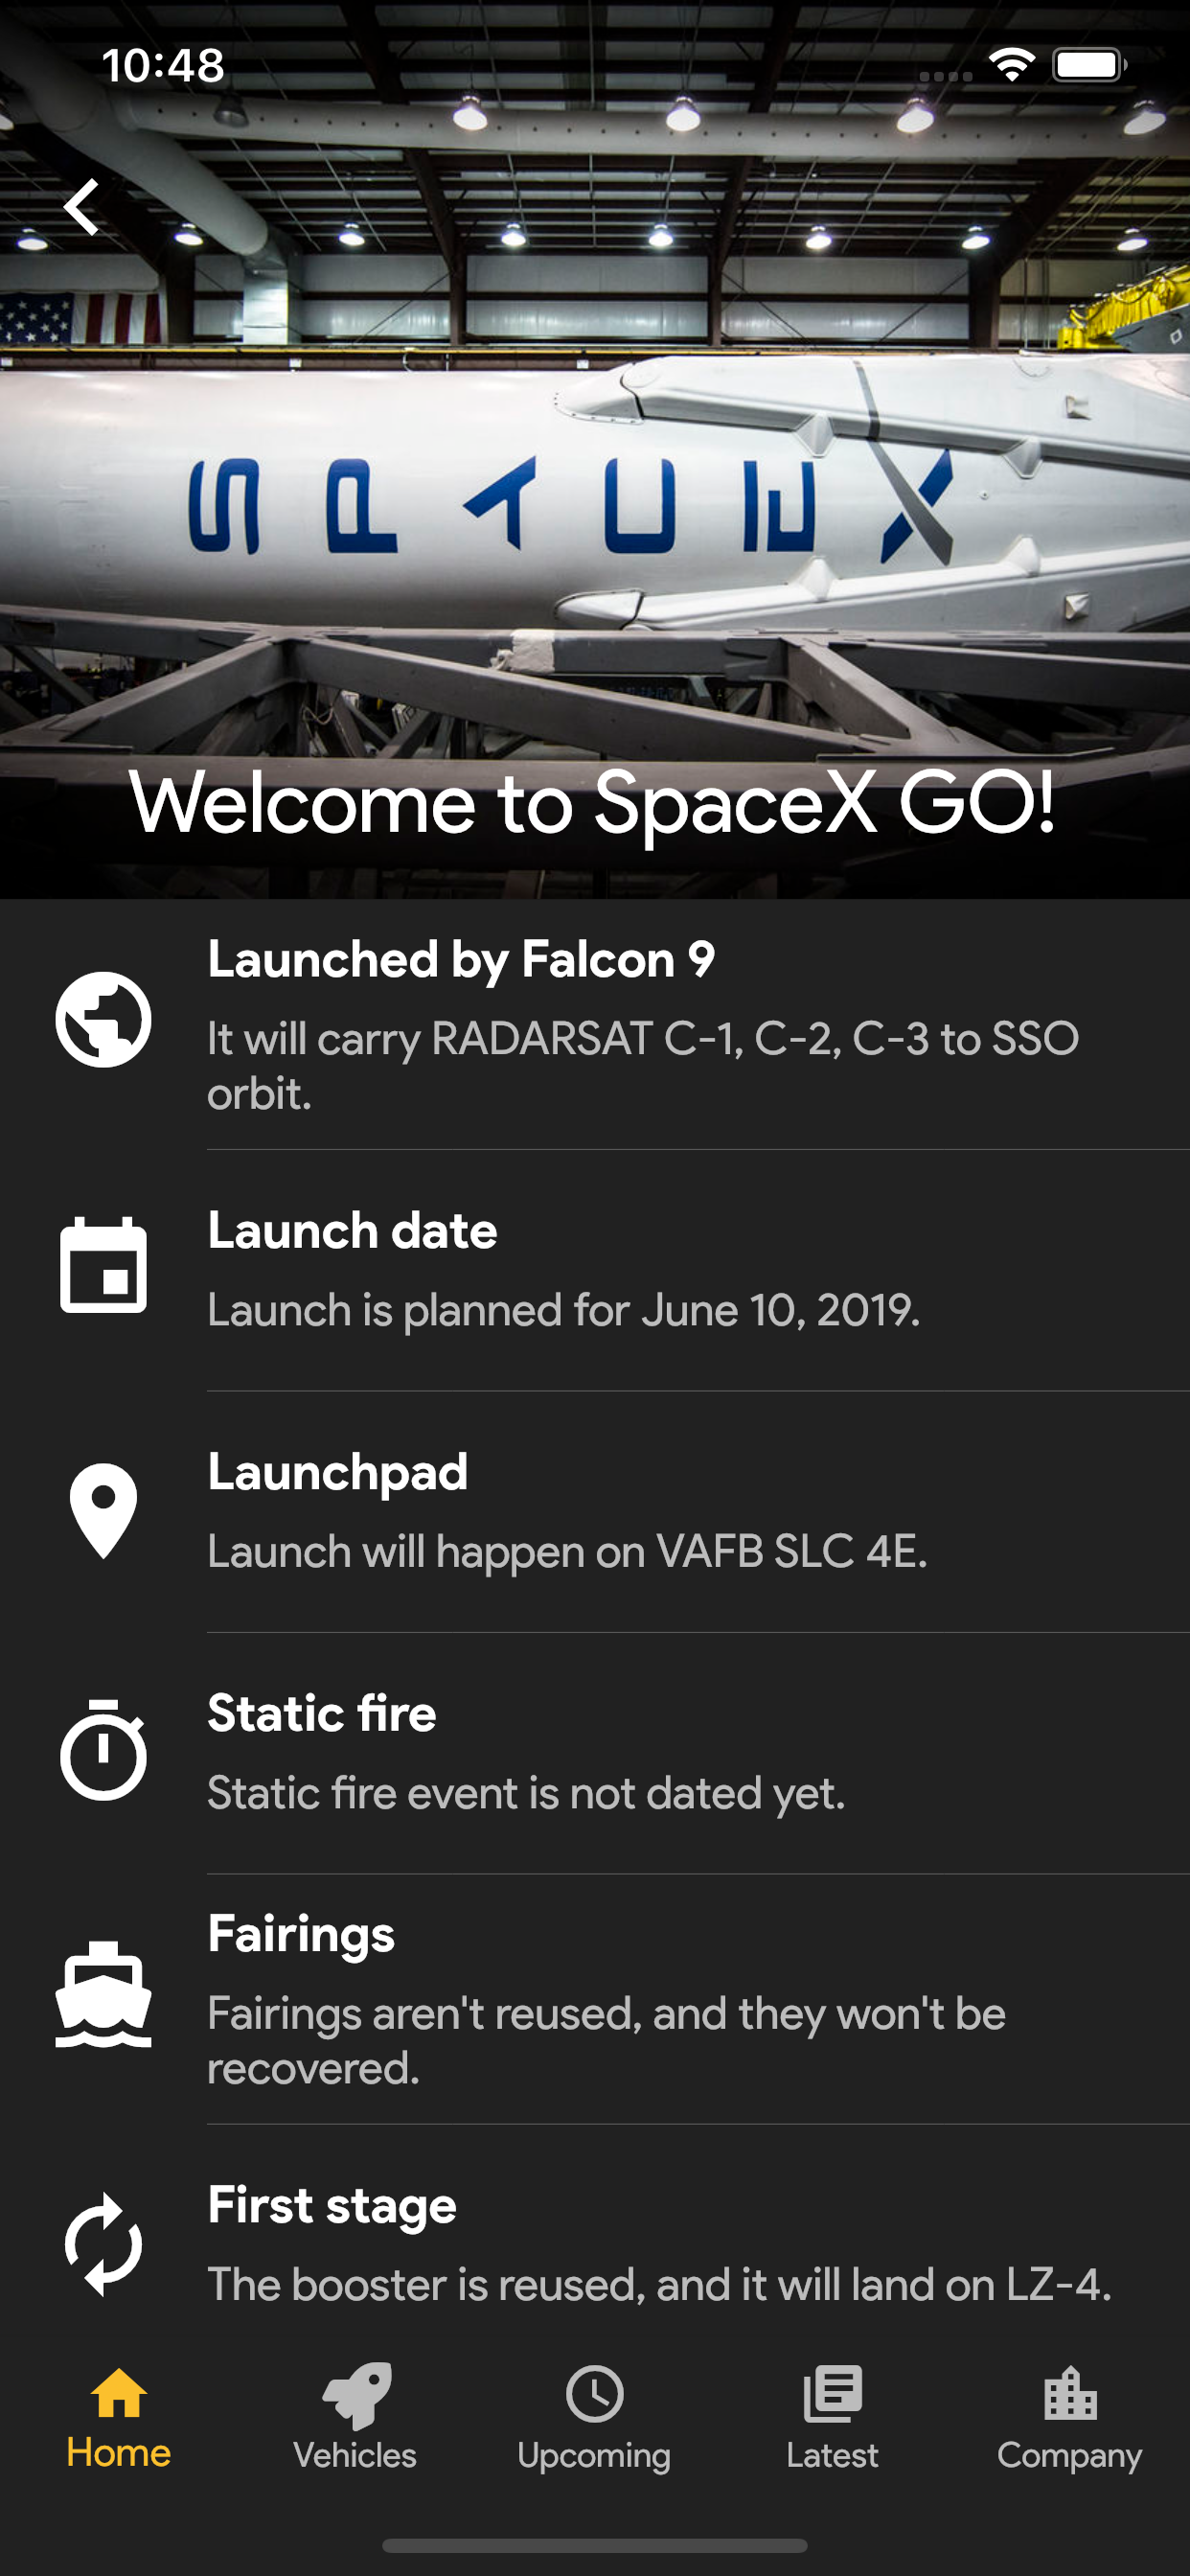 10:48
SPACEX
Welcome to SpaceX GO!
Launched by Falcon 9
It will carry RADARSAT C-1, C-2, C-3 to SSO
orbit.
Launch date
Launch is planned for June 10, 2019.
Launchpad
Launch will happen on VAFB SLC 4E.
Static fire
Static fire event is not dated yet.
Fairings
Fairings aren't reused, and they won't be
recovered.
First stage
The booster is reused, and it will land on LZ-4.
Home
Vehicles
Upcoming
Latest
Company